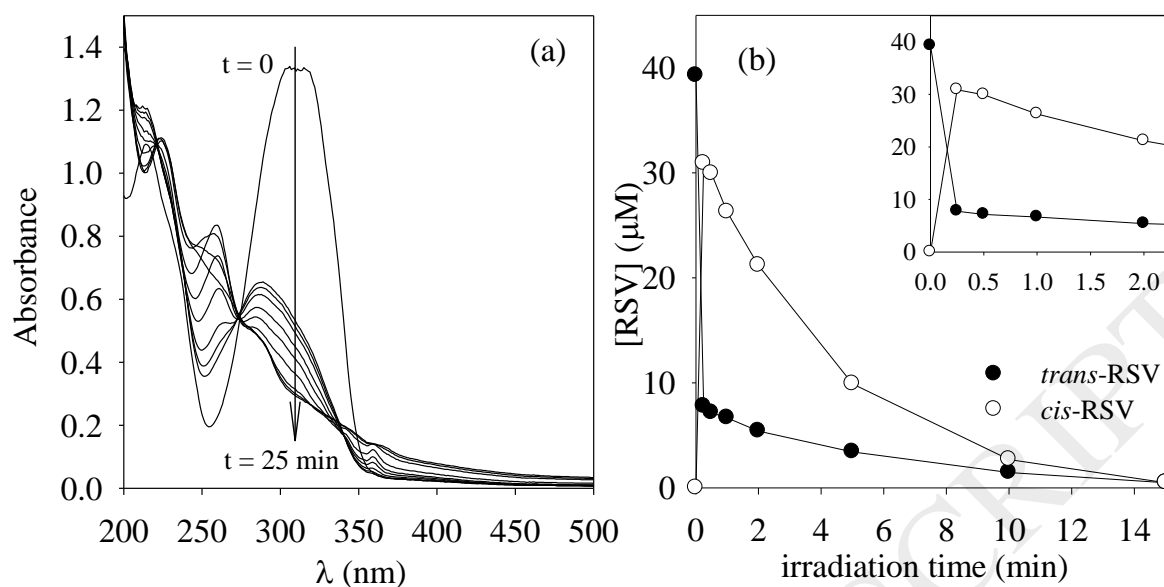 1.4
1.2
1.0
0.8
0.6
0.4
0.2
0.0
Absorbance
200 250 300 350 400 450 500
λ (nm)
t = 0
t = 25 min
(a)
40
30
20
10
0
[RSV] (μM)
0 2 4 6 8 10 12 14
irradiation time (min)
(b)
40
30
20
10
0
0.0 0.5 1.0 1.5 2.0
trans-RSV
cis-RSV
SCRIPT